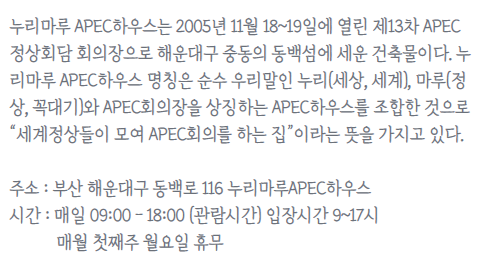 누리마루 APEC하우스는 2005년 11월 18~19일에 열린 제13차 APEC
정상회담 회의장으로 해운대구 중동의 동백섬에 세운 건축물이다. 누
리마루 APEC하우스 명칭은 순수 우리말인 누리(세상, 세계), 마루(정
상, 꼭대기)와 APEC회의장을 상징하는 APEC하우스를 조합한 것으로
“세계정상들이 모여 APEC회의를 하는 집”이라는 뜻을 가지고 있다.
주소 : 부산 해운대구 동백로 116 누리마루APEC하우스
시간 : 매일 09:00 - 18:00 (관람시간) 입장시간 9~17시
매월 첫째주 월요일 휴무